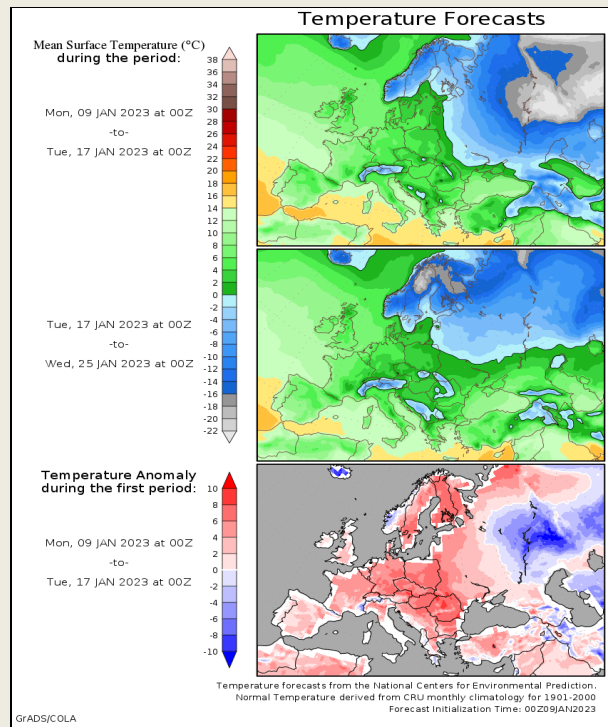 Temperature Forecasts
Mean Surface Temperature (°C)
during the period:
Mon, 09 JAN 2023 at 00Z
-to-
Tue, 17 JAN 2023 at 00Z
38
36
34
32
30
28
26
24
22
20
18
16
14
12
10
8
6
4
2
0
-2
-4
-6
-8
-10
-12
-14
-16
-18
-20
-22
Tue, 17 JAN 2023 at 00Z
-to-
Wed, 25 JAN 2023 at 00Z
Temperature Anomaly
during the first period:
Mon, 09 JAN 2023 at 00Z
-to-
Tue, 17 JAN 2023 at 00Z
10
8
6
4
2
0
-2
-4
-6
-8
-10
Temperature forecasts from the National Centers for Environmental Prediction.
Normal Temperature derived from CRU monthly climatology for 1901-2000
Forecast Initialization Time: 00Z09JAN2023
GrADS/COLA